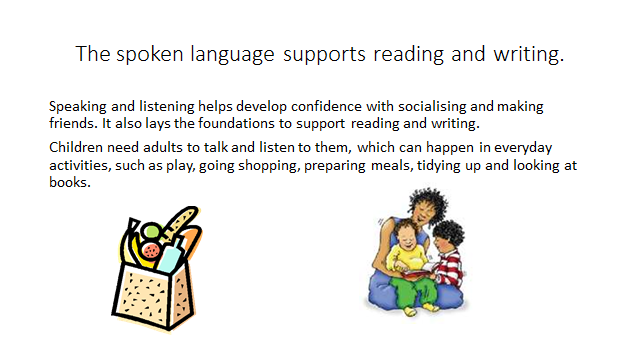 The spoken language supports reading and writing.
Speaking and listening helps develop confidence with socialising and making
friends. It also lays the foundations to support reading and writing.
Children need adults to talk and listen to them, which can happen in everyday
activities, such as play, going shopping, preparing meals, tidying up and looking at
books.